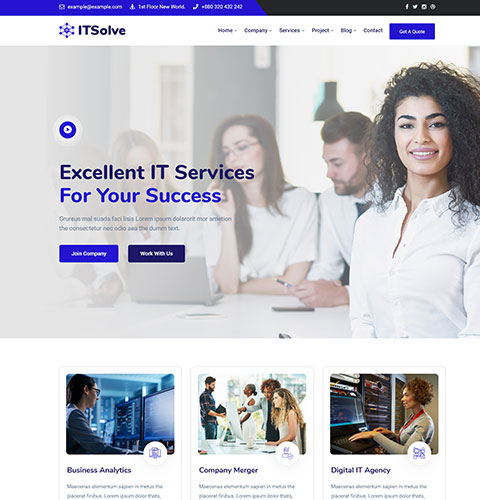 example@example.com 1st Floor New World. +880 320 432 242
ITSolve
Home Company Services Project Blog Contact Get A Quote
Excellent IT Services
For Your Success
Grursus mal suada faci lisis Lorem ipsum dolarorit mor ametion
the consectetur nec odio aea the dumm text.
Join Company Work With Us
Business Analytics Company Merger Digital IT Agency
Maecenas elementum sapien in metus the Maecenas elementum sapien in metus the Maecenas elementum sapien in metus the
placerat finibus. Lorem ipsum dolor thats, placerat finibus. Lorem ipsum dolor thats, placerat finibus. Lorem ipsum dolor thats,